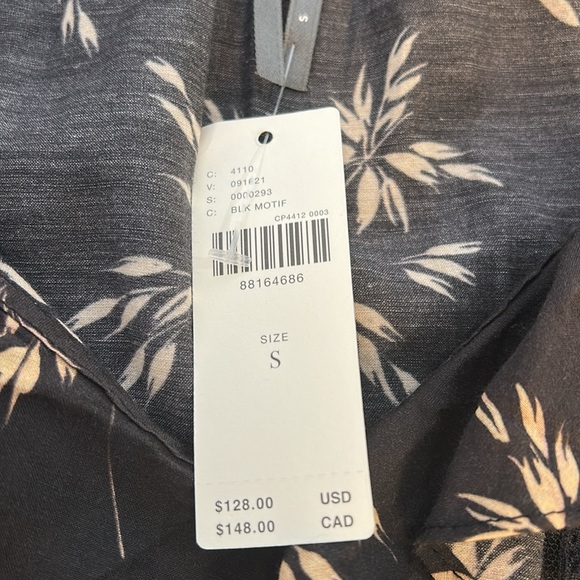 S
C: 4110
V: 091621
S: 0000293
C: BLK MOTIF
CP4412 0003
88164686
SIZE
S
$128.00 USD
$148.00 CAD